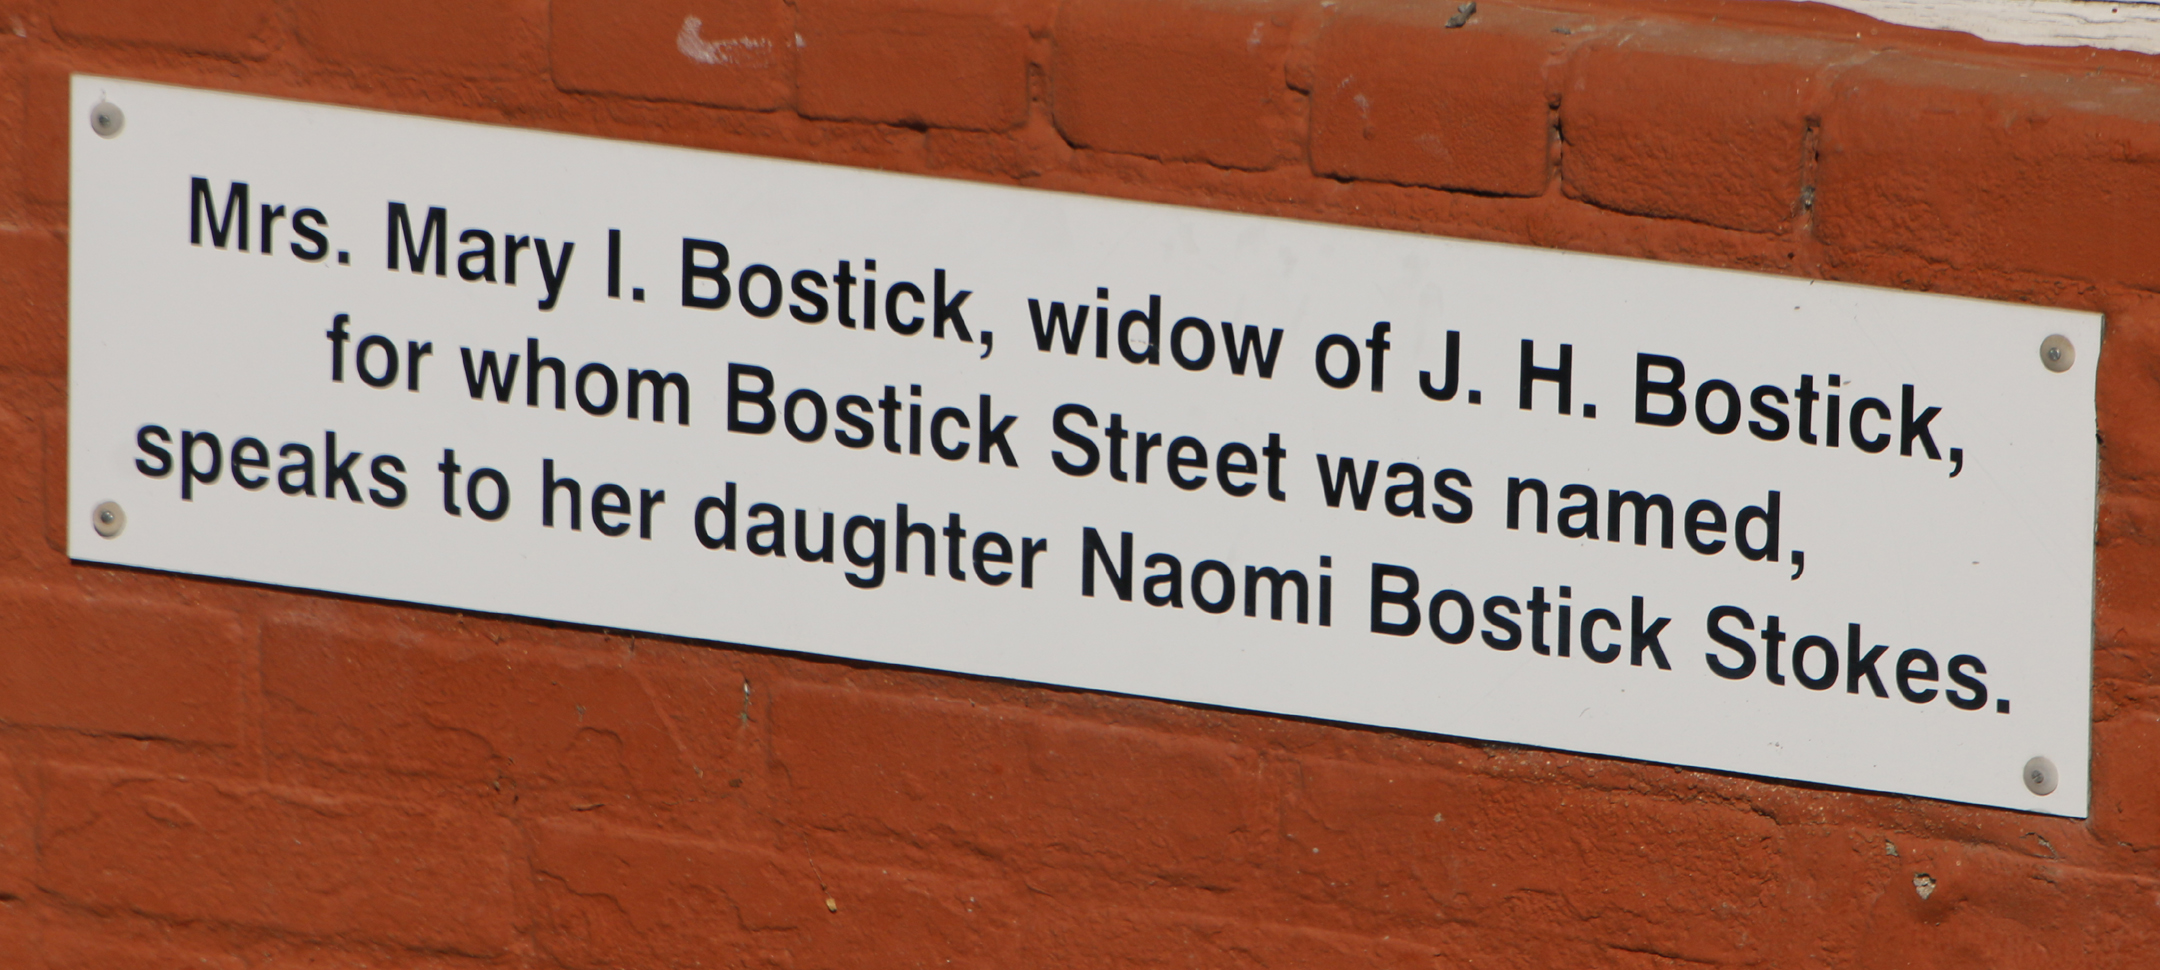 Mrs. Mary I. Bostick, widow of J. H. Bostick,
for whom Bostick Street was named,
speaks to her daughter Naomi Bostick Stokes.